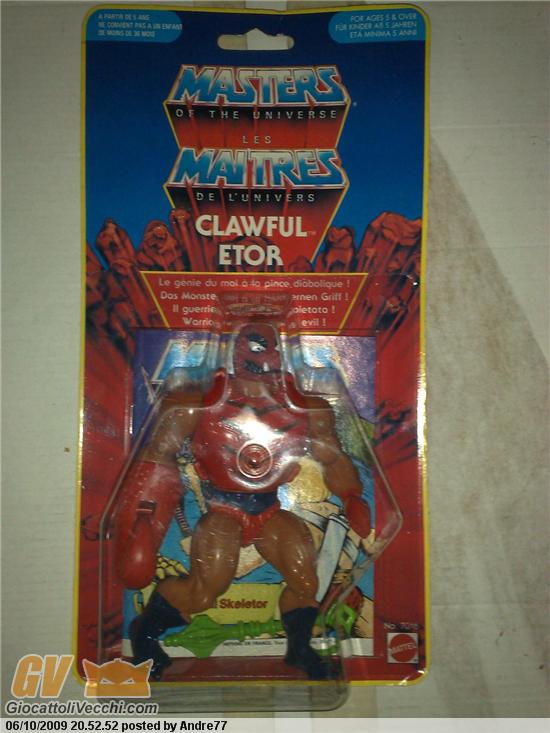 A PARTIR DE 5 ANS
NE CONVIENT PAS A UN ENFANT
DE MOINS DE 36 MOIS
FOR AGES 5 & OVER
FÜR KINDER AB 5 JAHREN
ETÀ MINIMA 5 ANNI
MASTERS
OF THE UNIVERSE
LES
MAITRES
DE L'UNIVERS
CLAWFUL™
ETOR
Le génie du mal à la pince diabolique !
Das Monste ernen Griff !
Il guerrie
Warrio evil !
Skeletor
No. 7016
MATTEL
GV
GiocattoliVecchi.com
06/10/2009 20.52.52 posted by Andre77